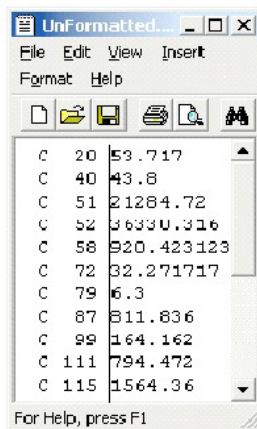 UnFormatted....
File Edit View Insert
Format Help
C 20 53.717
C 40 43.8
C 51 21284.72
C 52 36330.316
C 58 920.423123
C 72 32.271717
C 79 6.3
C 87 811.836
C 99 164.162
C 111 794.472
C 115 1564.36
For Help, press F1